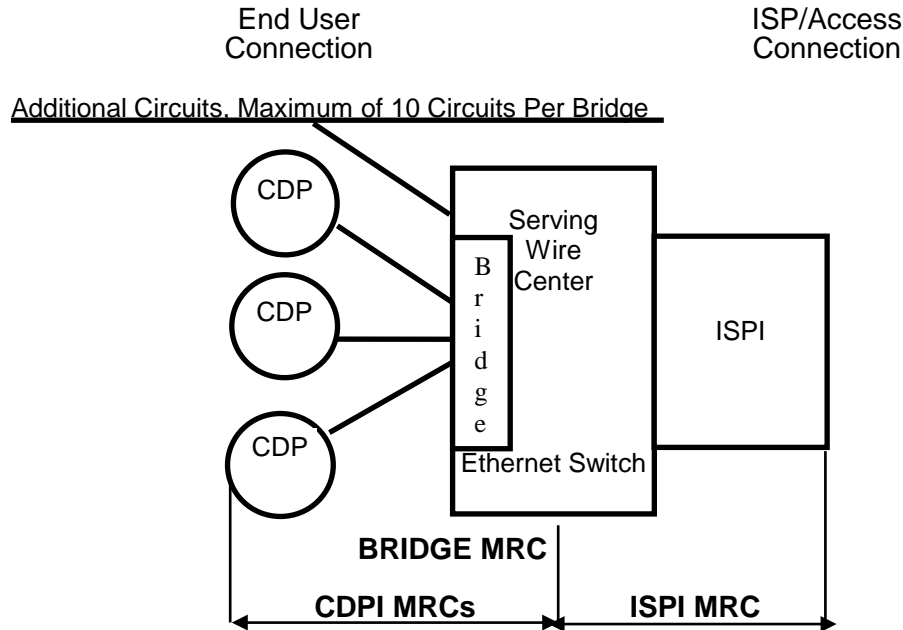 End User
Connection
ISP/Access
Connection
Additional Circuits, Maximum of 10 Circuits Per Bridge
CDP
CDP
CDP
Serving
Wire
Center
Bridge
Ethernet Switch
ISPI
BRIDGE MRC
CDPI MRCs
ISPI MRC